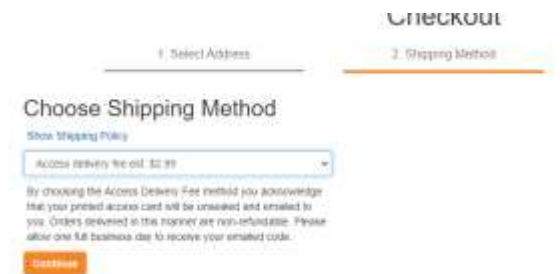 Checkout
1. Select Address
2. Shipping Method
Choose Shipping Method
Show Shipping Policy
Access delivery fee est. $2.99
By choosing the Access Delivery Fee method you acknowledge
that your printed access card will be unsealed and emailed to
you. Orders delivered in this manner are non-refundable. Please
allow one full business day to receive your emailed code.
Continue